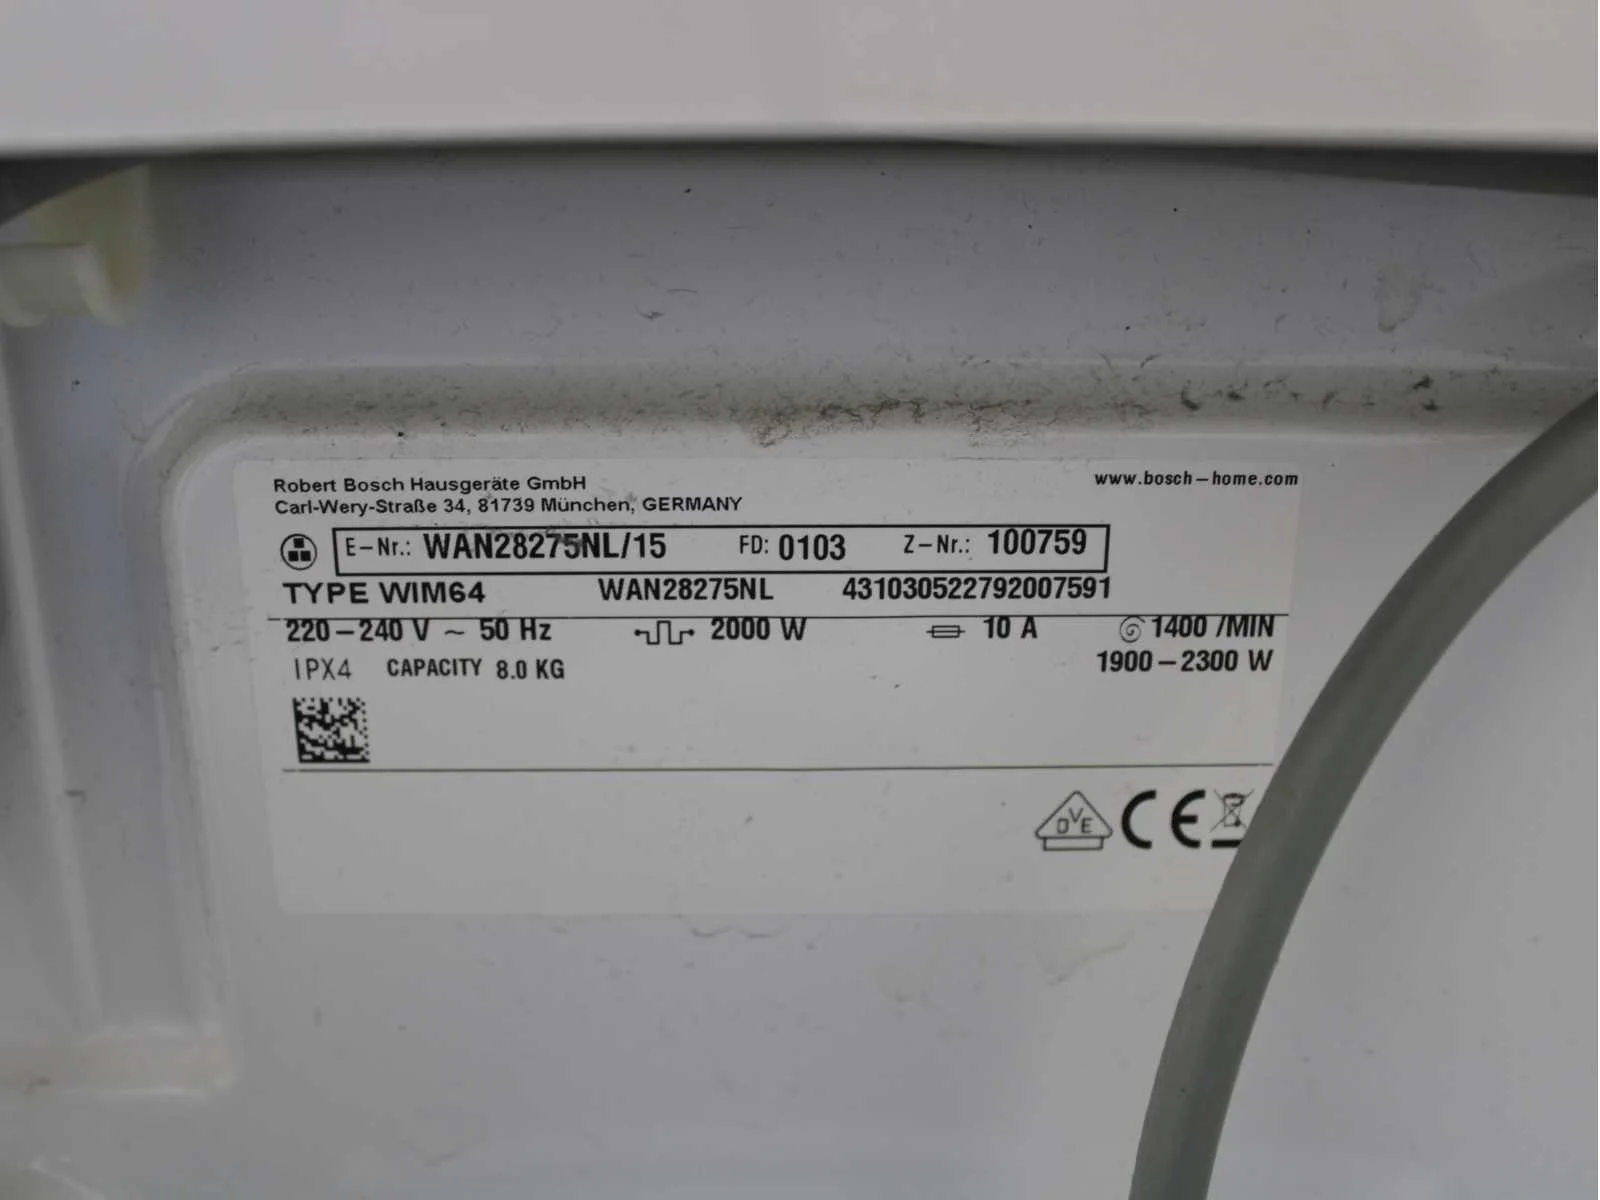 Robert Bosch Hausgeräte GmbH
Carl-Wery-Straße 34, 81739 München, GERMANY
www.bosch-home.com
E-Nr.: WAN28275NL/15 FD: 0103 Z-Nr.: 100759
TYPE WIM64 WAN28275NL 431030522792007591
220-240 V ~ 50 Hz 2000 W 10 A 1400 /MIN
IPX4 CAPACITY 8.0 KG 1900-2300 W
DVE CE